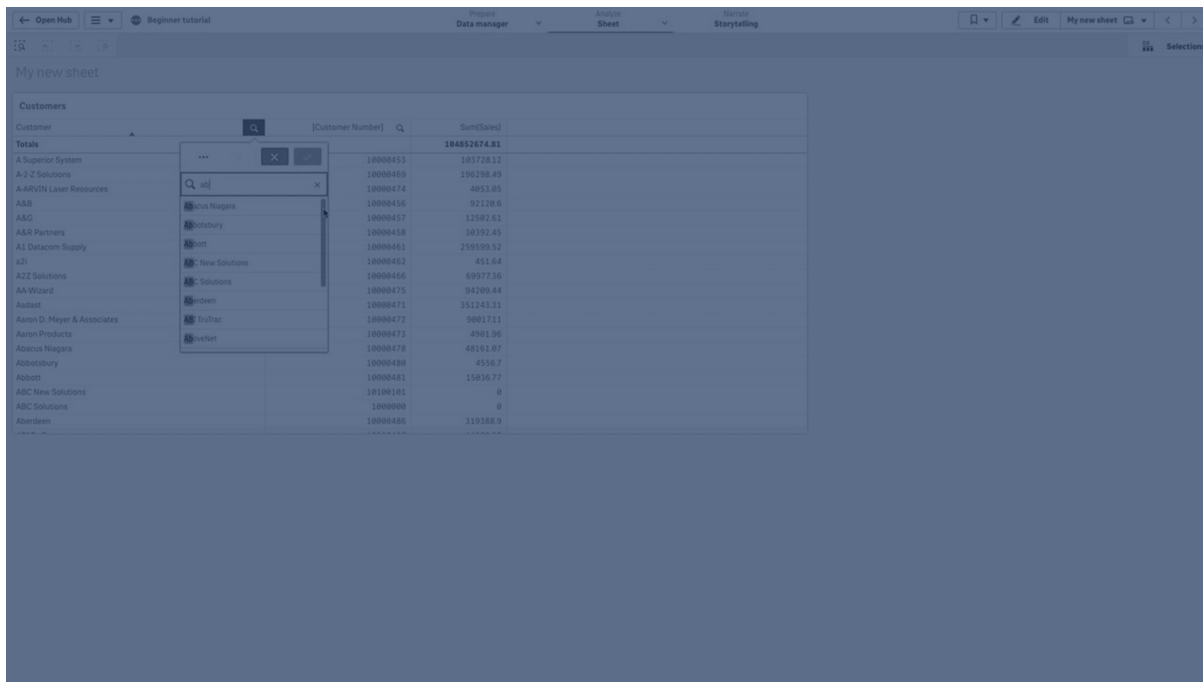 Open Hub Beginner tutorial Prepare Data manager Analyze Sheet Narrate Storytelling Edit My new sheet
Selections
My new sheet
Customers
Customer [Customer Number] Sum(Sales)
Totals 104852674.81
A Superior System 10000453 103728.12
A-2-Z Solutions 10000469 196298.49
A-ARVIN Laser Resources 10000474 4053.05
A&B 10000456 92120.6
A&G 10000457 12502.61
A&R Partners 10000458 30392.45
A1 Datacom Supply 10000461 259599.52
a2i 10000462 451.64
A2Z Solutions 10000466 69977.36
AA-Wizard 10000475 94209.44
Aadast 10000471 351243.31
Aaron D. Meyer & Associates 10000472 90017.11
Aaron Products 10000473 4901.96
Abacus Niagara 10000478 48161.07
Abbotsbury 10000480 4556.7
Abbott 10000481 15036.77
ABC New Solutions 10100101 0
ABC Solutions 1000000 0
Aberdeen 10000486 319388.9
ab
Abacus Niagara
Abbotsbury
Abbott
ABC New Solutions
ABC Solutions
Aberdeen
ABI TruTrac
AboveNet